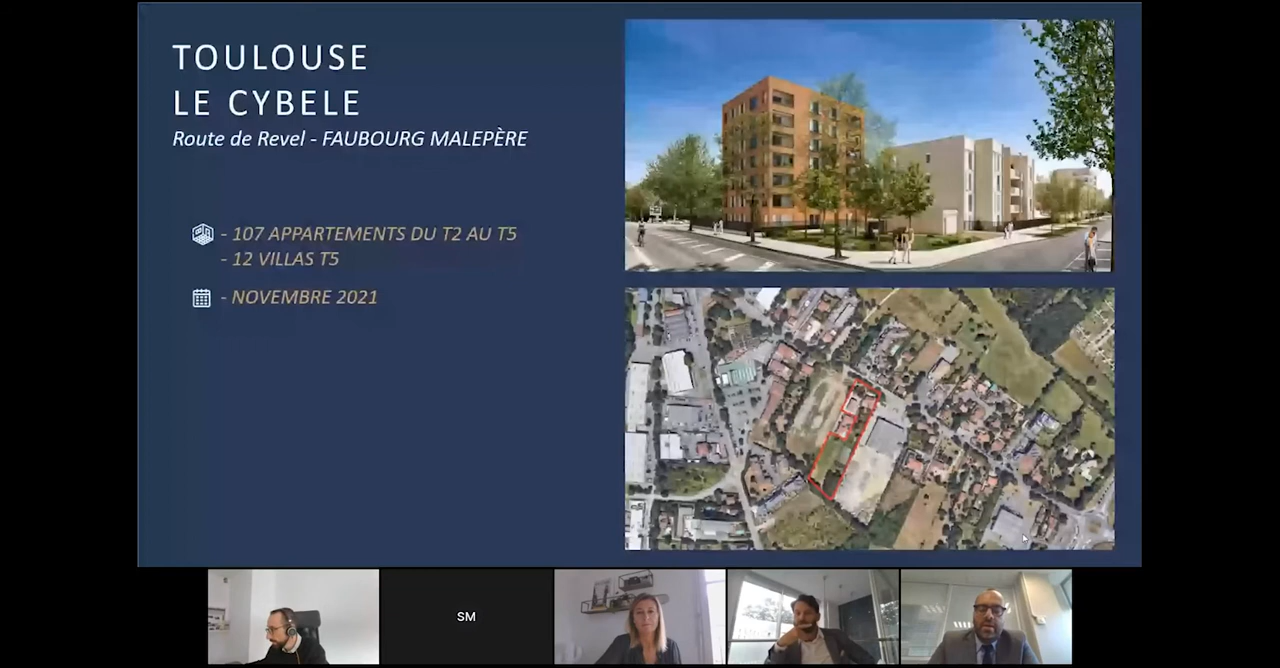 TOULOUSE
LE CYBELE
Route de Revel - FAUBOURG MALEPÈRE
- 107 APPARTEMENTS DU T2 AU T5
- 12 VILLAS T5
- NOVEMBRE 2021
SM